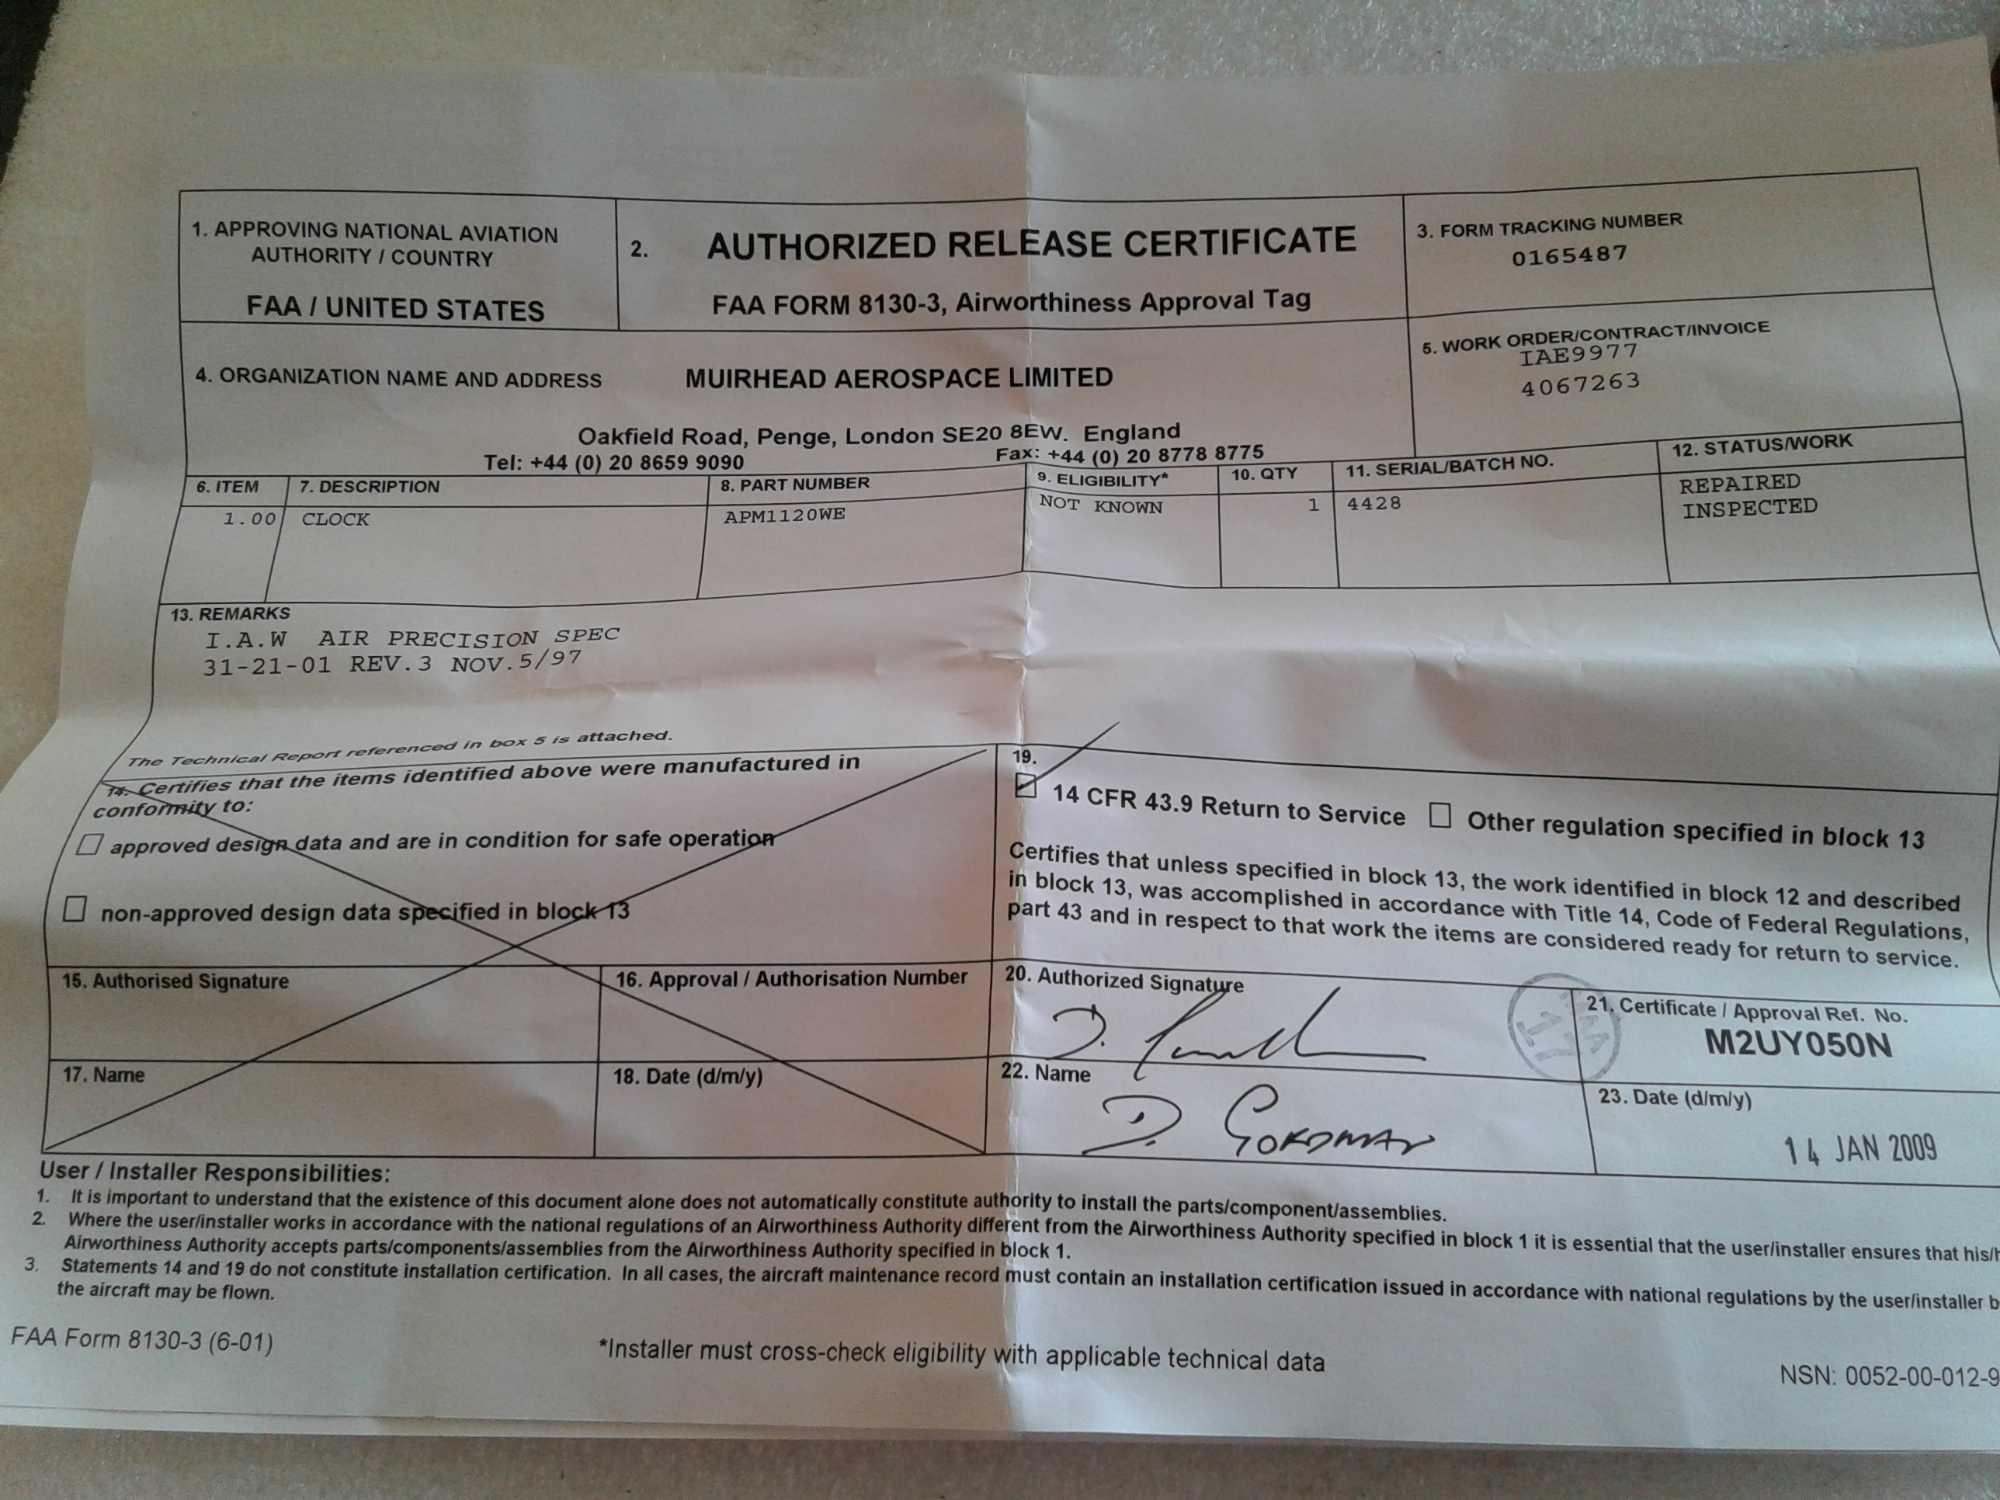 1. APPROVING NATIONAL AVIATION
AUTHORITY / COUNTRY
FAA / UNITED STATES
2. AUTHORIZED RELEASE CERTIFICATE
FAA FORM 8130-3, Airworthiness Approval Tag
3. FORM TRACKING NUMBER
0165487
4. ORGANIZATION NAME AND ADDRESS MUIRHEAD AEROSPACE LIMITED
Oakfield Road, Penge, London SE20 8EW. England
Tel: +44 (0) 20 8659 9090 Fax: +44 (0) 20 8778 8775
5. WORK ORDER/CONTRACT/INVOICE
IAE9977
4067263
6. ITEM 7. DESCRIPTION 8. PART NUMBER 9. ELIGIBILITY* 10. QTY 11. SERIAL/BATCH NO. 12. STATUS/WORK
1.00 CLOCK APM1120WE NOT KNOWN 1 4428 REPAIRED
INSPECTED
13. REMARKS
I.A.W AIR PRECISION SPEC
31-21-01 REV.3 NOV.5/97
The Technical Report referenced in box 5 is attached.
14. Certifies that the items identified above were manufactured in
conformity to:
approved design data and are in condition for safe operation
non-approved design data specified in block 13
15. Authorised Signature
16. Approval / Authorisation Number
17. Name
18. Date (d/m/y)
19.
14 CFR 43.9 Return to Service Other regulation specified in block 13
Certifies that unless specified in block 13, the work identified in block 12 and described
in block 13, was accomplished in accordance with Title 14, Code of Federal Regulations,
part 43 and in respect to that work the items are considered ready for return to service.
20. Authorized Signature
21. Certificate / Approval Ref. No.
M2UY050N
22. Name
D. GORDMAN
23. Date (d/m/y)
14 JAN 2009
User / Installer Responsibilities:
1. It is important to understand that the existence of this document alone does not automatically constitute authority to install the parts/component/assemblies.
2. Where the user/installer works in accordance with the national regulations of an Airworthiness Authority different from the Airworthiness Authority specified in block 1 it is essential that the user/installer ensures that his/h
Airworthiness Authority accepts parts/components/assemblies from the Airworthiness Authority specified in block 1.
3. Statements 14 and 19 do not constitute installation certification. In all cases, the aircraft maintenance record must contain an installation certification issued in accordance with national regulations by the user/installer b
the aircraft may be flown.
FAA Form 8130-3 (6-01)
*Installer must cross-check eligibility with applicable technical data
NSN: 0052-00-012-9